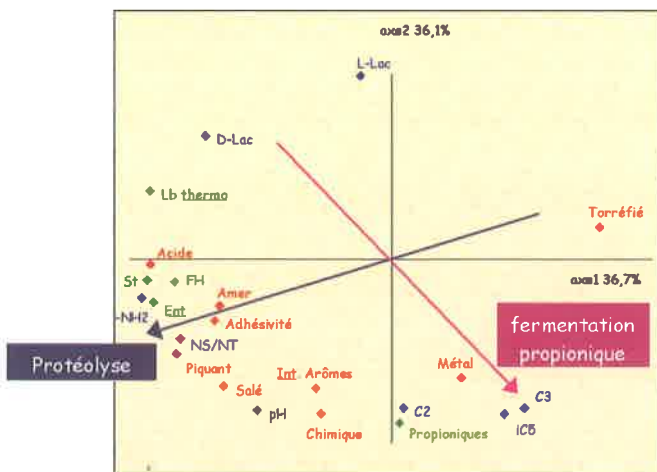 axe2 36,1%
L-Lac
D-Lac
Lb thermo
Torréfié
Acide
St
FH
axe1 36,7%
-NH2
Ent
Amer
Adhésivité
fermentation
propionique
Protéolyse
NS/NT
Piquant
Métal
Int Arômes
Salé
C3
pH
C2
iC5
Chimique
Propioniques